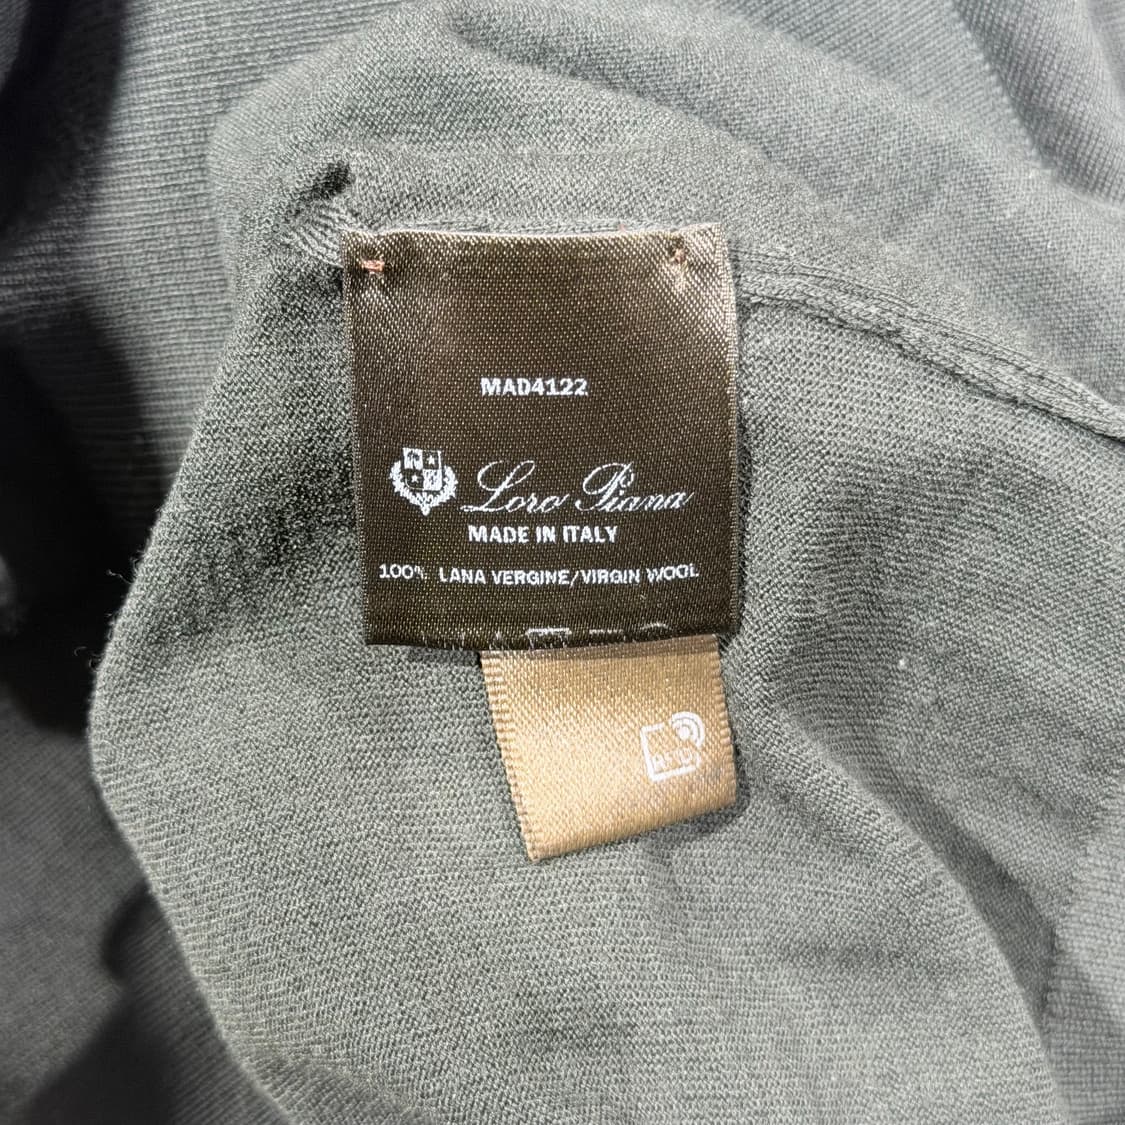 MAD4122
Loro Piana
MADE IN ITALY
100% LANA VERGINE/VIRGIN WOOL